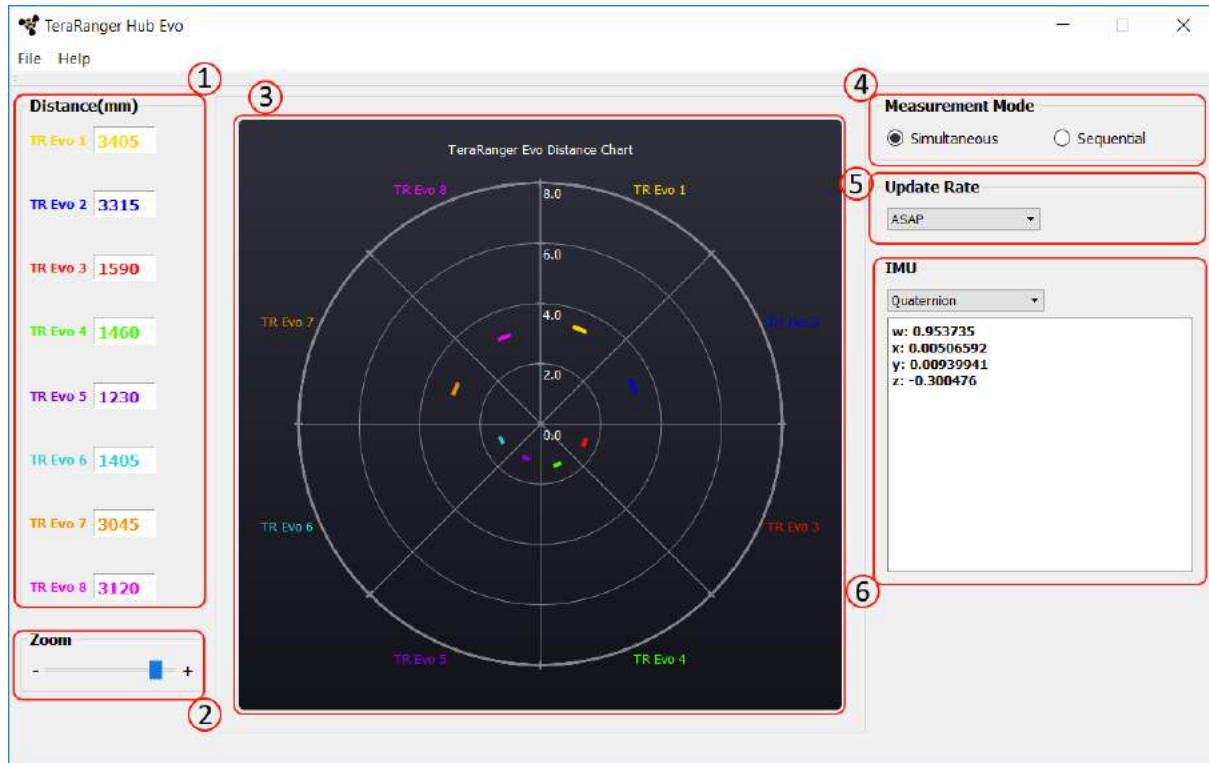 TeraRanger Hub Evo
File Help
1
Distance(mm)
TR Evo 1 3405
TR Evo 2 3315
TR Evo 3 1590
TR Evo 4 1460
TR Evo 5 1230
TR Evo 6 1405
TR Evo 7 3045
TR Evo 8 3120
Zoom
- +
2
3
TeraRanger Evo Distance Chart
TR Evo 8
8.0
TR Evo 1
6.0
TR Evo 7
4.0
TR Evo 2
2.0
0.0
TR Evo 6
TR Evo 3
TR Evo 5
TR Evo 4
4
Measurement Mode
Simultaneous Sequential
5
Update Rate
ASAP
IMU
Quaternion
w: 0.953735
x: 0.00506592
y: 0.00939941
z: -0.300476
6